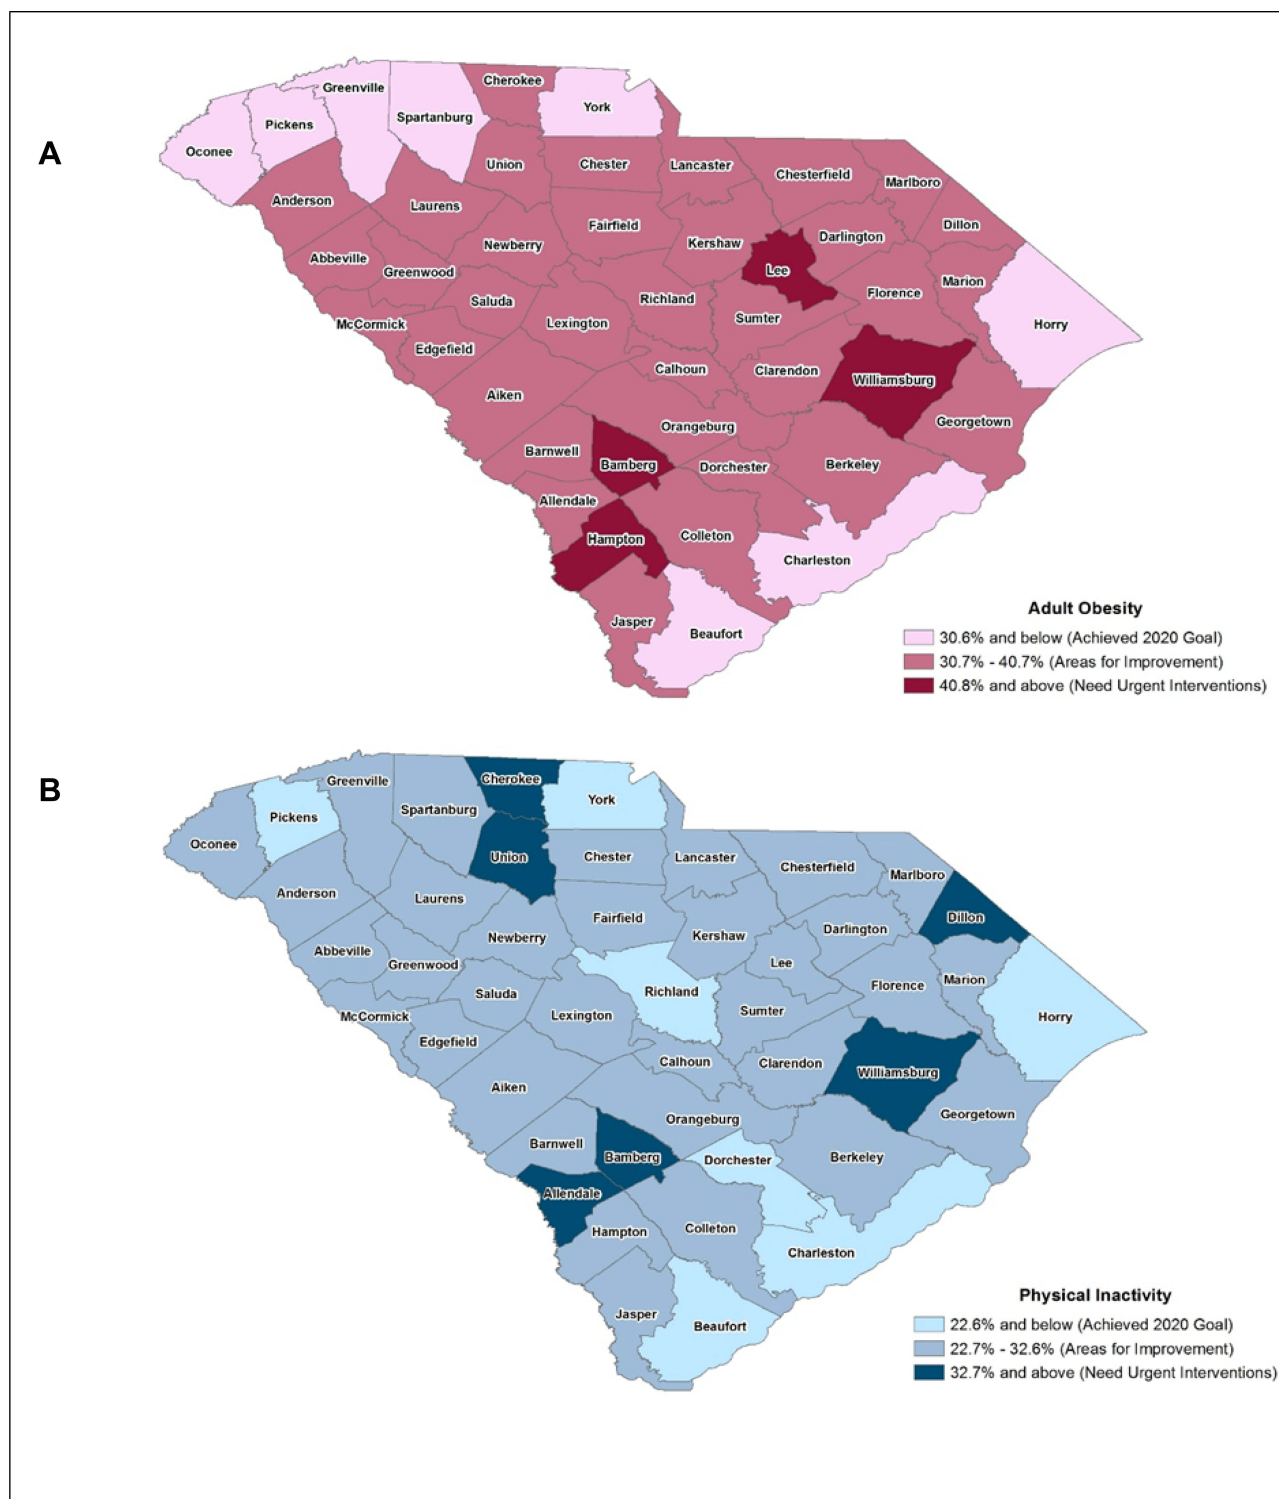 A
Greenville
Cherokee
York
Spartanburg
Pickens
Oconee
Union
Chester
Lancaster
Chesterfield
Marlboro
Anderson
Laurens
Dillon
Fairfield
Darlington
Newberry
Kershaw
Abbeville
Greenwood
Lee
Marion
Florence
Saluda
Richland
McCormick
Lexington
Sumter
Horry
Edgefield
Calhoun
Clarendon
Williamsburg
Aiken
Orangeburg
Georgetown
Barnwell
Bamberg
Dorchester
Berkeley
Allendale
Hampton
Colleton
Charleston
Jasper
Beaufort
Adult Obesity
30.6% and below (Achieved 2020 Goal)
30.7% - 40.7% (Areas for Improvement)
40.8% and above (Need Urgent Interventions)
B
Greenville
Cherokee
York
Spartanburg
Pickens
Oconee
Union
Chester
Lancaster
Chesterfield
Marlboro
Anderson
Laurens
Dillon
Fairfield
Darlington
Newberry
Kershaw
Abbeville
Greenwood
Lee
Marion
Florence
Saluda
Richland
McCormick
Lexington
Sumter
Horry
Edgefield
Calhoun
Clarendon
Williamsburg
Aiken
Orangeburg
Georgetown
Barnwell
Bamberg
Dorchester
Berkeley
Allendale
Hampton
Colleton
Charleston
Jasper
Beaufort
Physical Inactivity
22.6% and below (Achieved 2020 Goal)
22.7% - 32.6% (Areas for Improvement)
32.7% and above (Need Urgent Interventions)